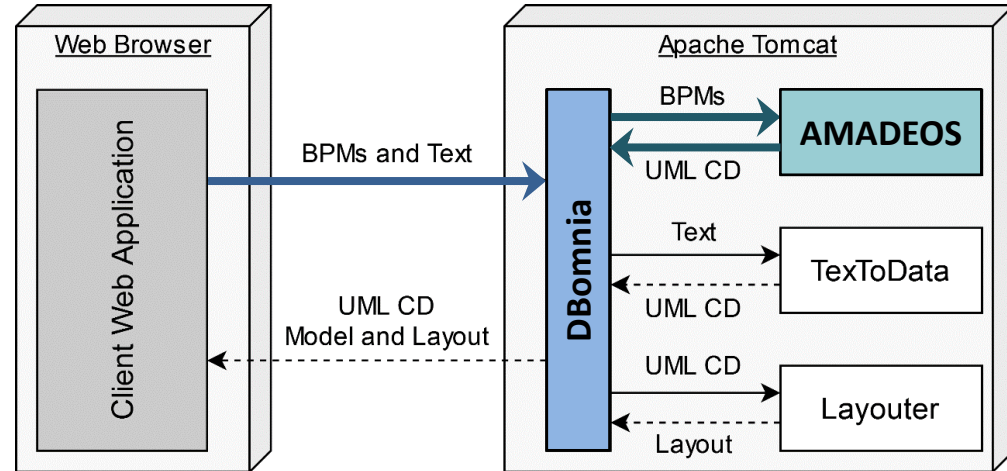 Web Browser
Client Web Application
BPMs and Text
UML CD
Model and Layout
Apache Tomcat
DBomnia
BPMs
AMADEOS
UML CD
Text
TexToData
UML CD
UML CD
Layouter
Layout